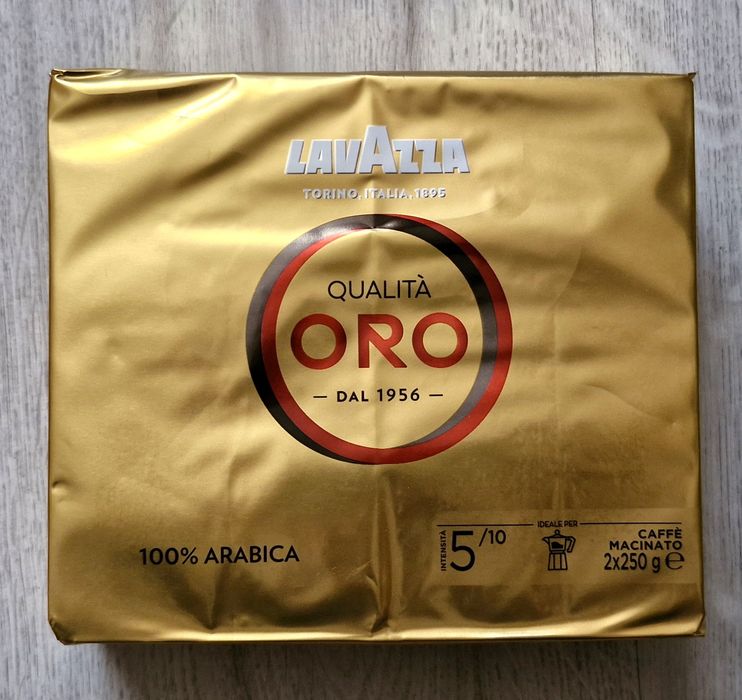 LAVAZZA
TORINO, ITALIA, 1895
QUALITÀ
ORO
— DAL 1956 —
100% ARABICA
INTENSITÀ
5/10
IDEALE PER
CAFFÈ
MACINATO
2x250 g ℮